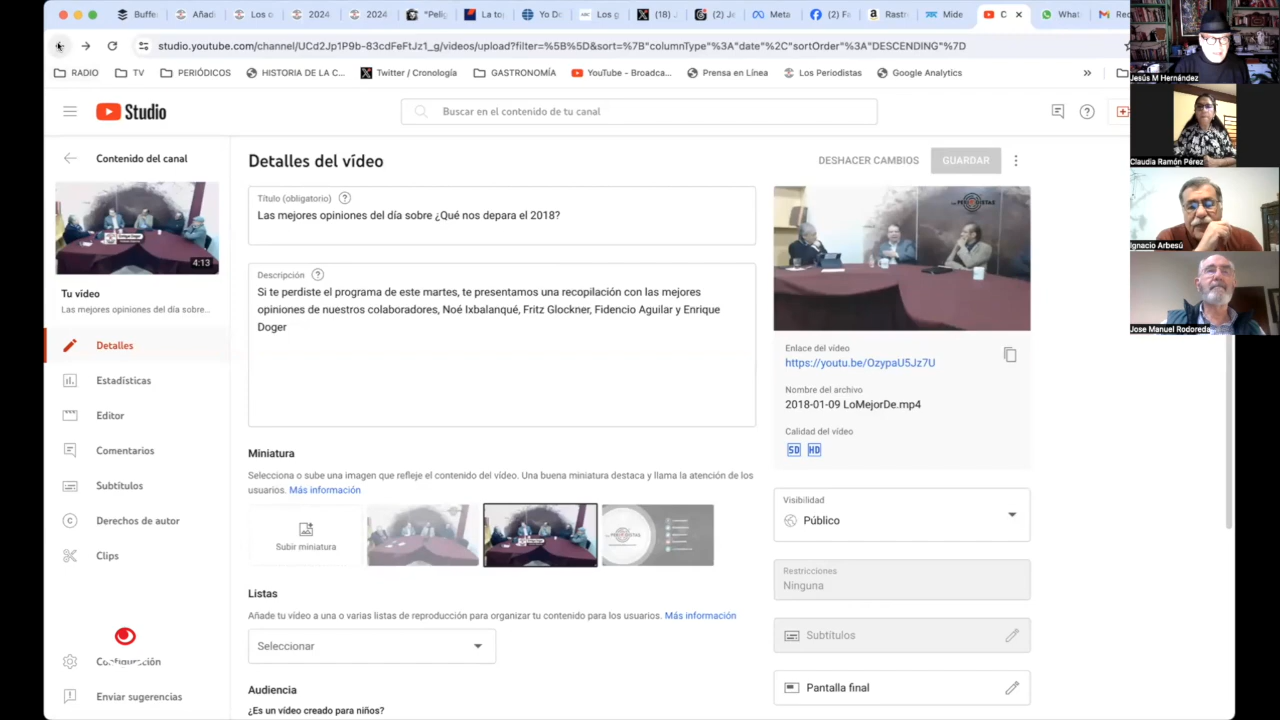 Buffe
Añad
Los c
2024
2024
¡Pelig
La to
Yo D
Los g
(18) J
(2) J
Meta
(2) Fa
Rastr
Mide
C
What
Rec
studio.youtube.com/channel/UCd2Jp1P9b-83cdFeFtJz1_g/videos/upload?filter=%5B%5D&sort=%7B"columnType"%3A"date"%2C"sortOrder"%3A"DESCENDING"%7D
RADIO
TV
PERIÓDICOS
HISTORIA DE LA C...
Twitter / Cronología
GASTRONOMÍA
YouTube - Broadca...
Prensa en Línea
Los Periodistas
Google Analytics
Studio
Buscar en el contenido de tu canal
Contenido del canal
4:13
Tu vídeo
Las mejores opiniones del día sobre...
Detalles
Estadísticas
Editor
Comentarios
Subtítulos
Derechos de autor
Clips
Configuración
Enviar sugerencias
Detalles del vídeo
DESHACER CAMBIOS
GUARDAR
Título (obligatorio)
Las mejores opiniones del día sobre ¿Qué nos depara el 2018?
Descripción
Si te perdiste el programa de este martes, te presentamos una recopilación con las mejores
opiniones de nuestros colaboradores, Noé Ixbalanqué, Fritz Glockner, Fidencio Aguilar y Enrique
Doger
Miniatura
Selecciona o sube una imagen que refleje el contenido del vídeo. Una buena miniatura destaca y llama la atención de los
usuarios. Más información
Subir miniatura
Listas
Añade tu vídeo a una o varias listas de reproducción para organizar tu contenido para los usuarios. Más información
Seleccionar
Audiencia
¿Es un vídeo creado para niños?
PERIODISTAS
Enlace del vídeo
https://youtu.be/OzypaU5Jz7U
Nombre del archivo
2018-01-09 LoMejorDe.mp4
Calidad del vídeo
SD HD
Visibilidad
Público
Restricciones
Ninguna
Subtítulos
Pantalla final
Jesús M Hernández
Claudia Ramón Pérez
Ignacio Arbesú
Jose Manuel Rodoreda